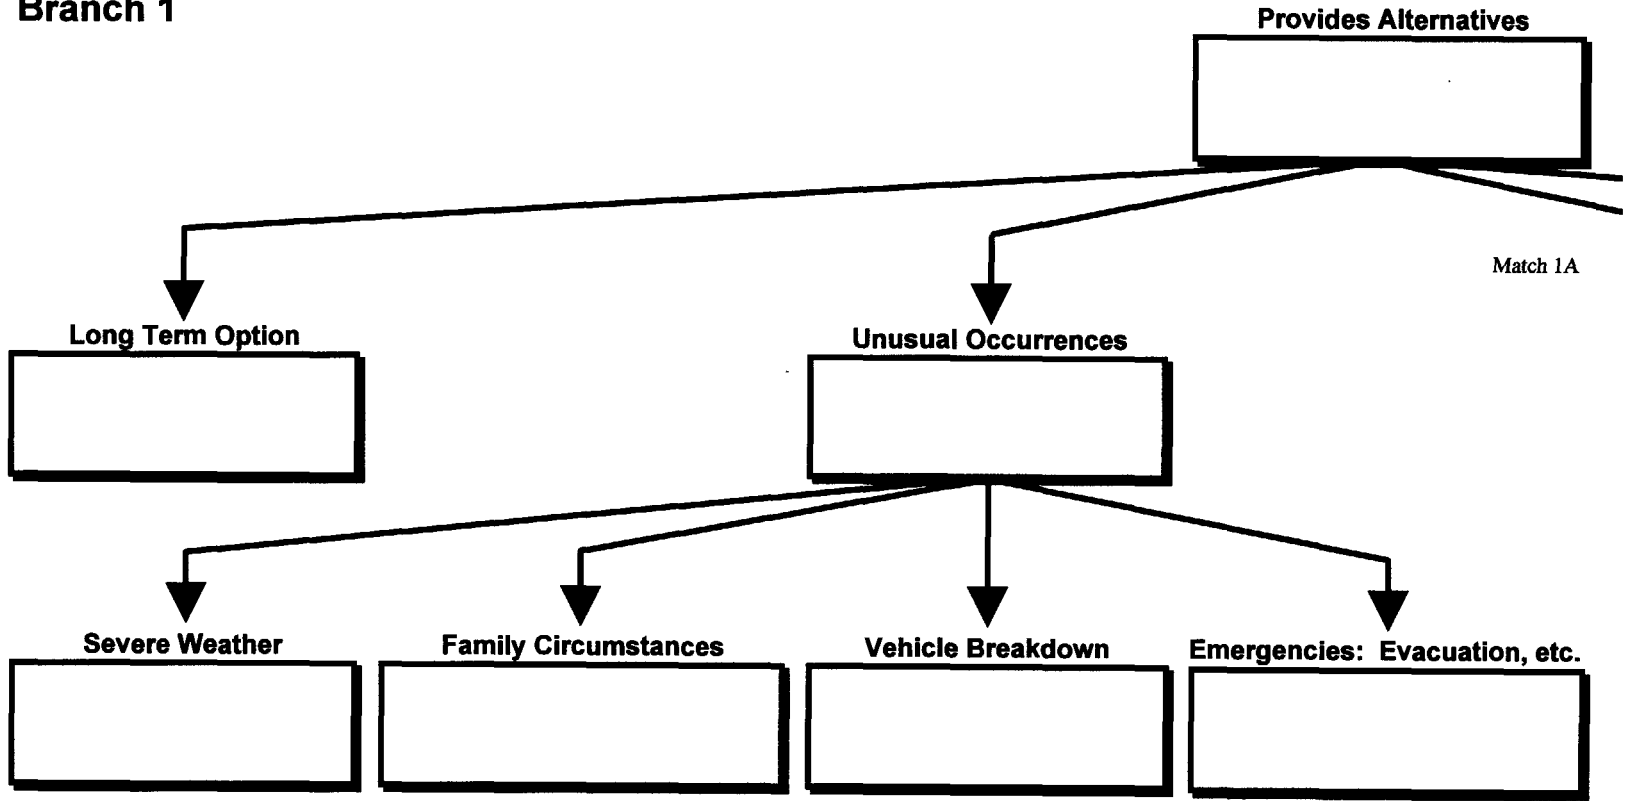 Branch 1
Provides Alternatives
Match 1A
Long Term Option
Unusual Occurrences
Severe Weather
Family Circumstances
Vehicle Breakdown
Emergencies: Evacuation, etc.